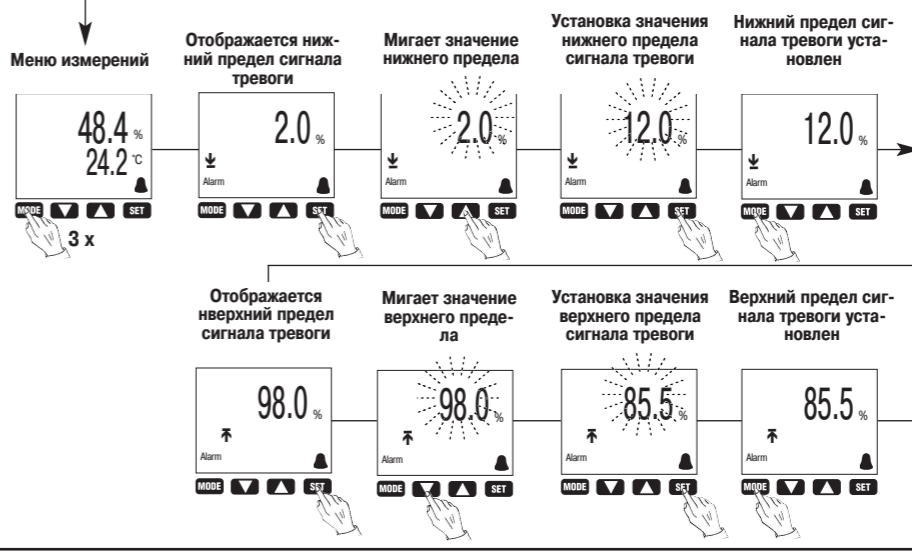 Меню измерений
Отображается ниж-
ний предел сигнала
тревоги
Мигает значение
нижнего предела
Установка значения
нижнего предела
сигнала тревоги
Нижний предел сиг-
нала тревоги уста-
новлен
48.4 %
24.2 °C
MODE SET
3 x
2.0 %
Alarm
MODE SET
2.0 %
Alarm
MODE SET
12.0 %
Alarm
MODE SET
12.0 %
Alarm
MODE SET
Отображается
нверхний предел
сигнала тревоги
Мигает значение
верхнего преде-
ла
Установка значения
верхнего предела
сигнала тревоги
Верхний предел сиг-
нала тревоги уста-
новлен
98.0 %
Alarm
MODE SET
98.0 %
Alarm
MODE SET
85.5 %
Alarm
MODE SET
85.5 %
Alarm
MODE SET